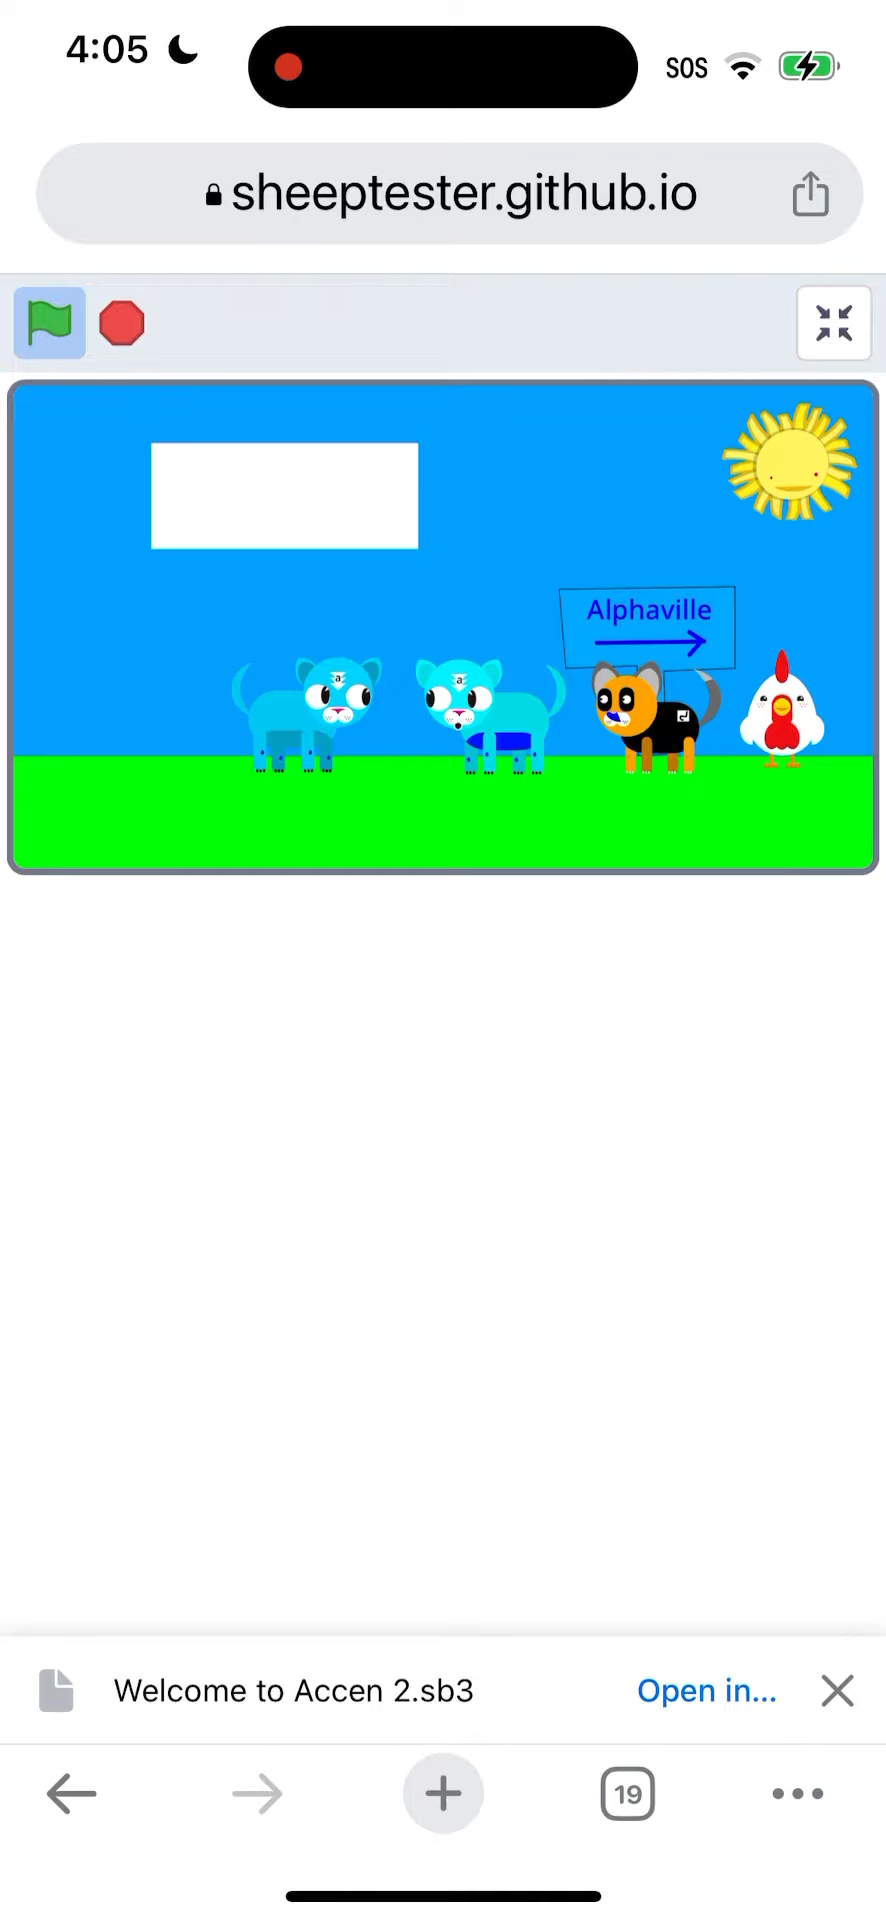 4:05
SOS
sheeptester.github.io
Alphaville
a
a
Welcome to Accen 2.sb3
Open in...
19